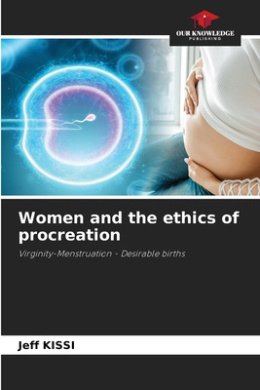 OUR KNOWLEDGE
PUBLISHING
Women and the ethics of
procreation
Virginity-Menstruation - Desirable births
Jeff KISSI